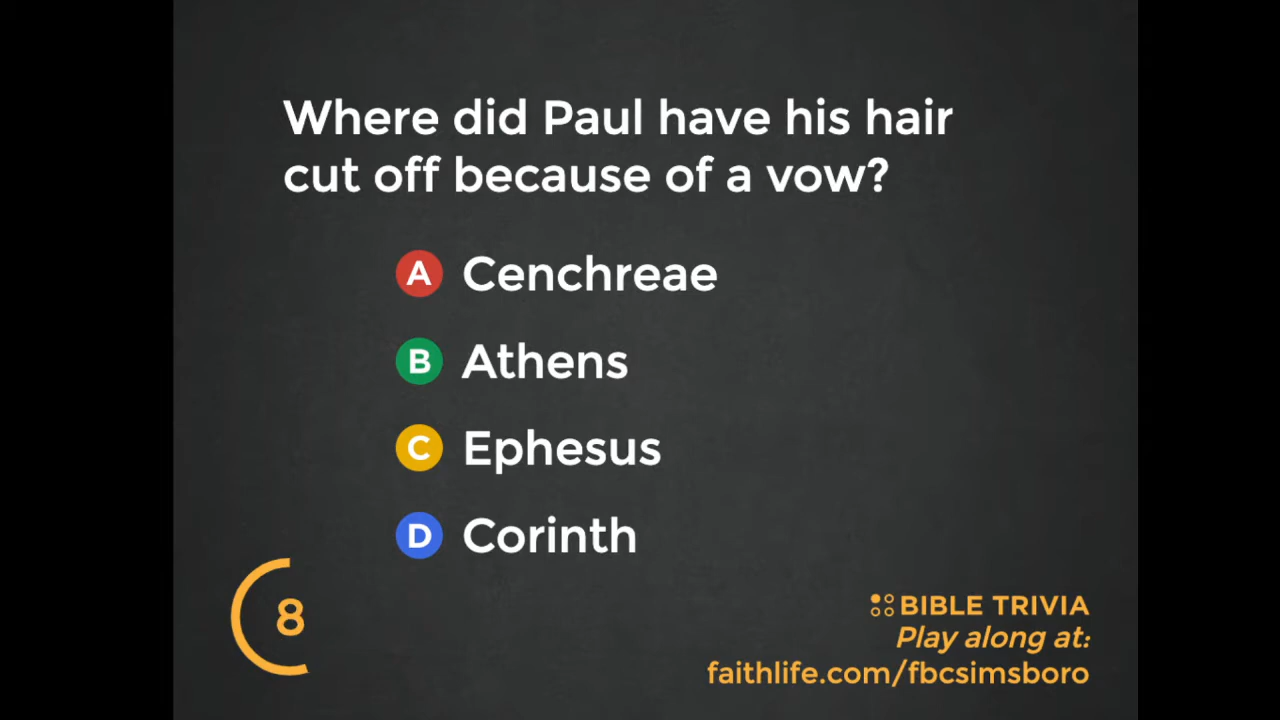 Where did Paul have his hair
cut off because of a vow?
A Cenchreae
B Athens
C Ephesus
D Corinth
8
BIBLE TRIVIA
Play along at:
faithlife.com/fbcsimsboro